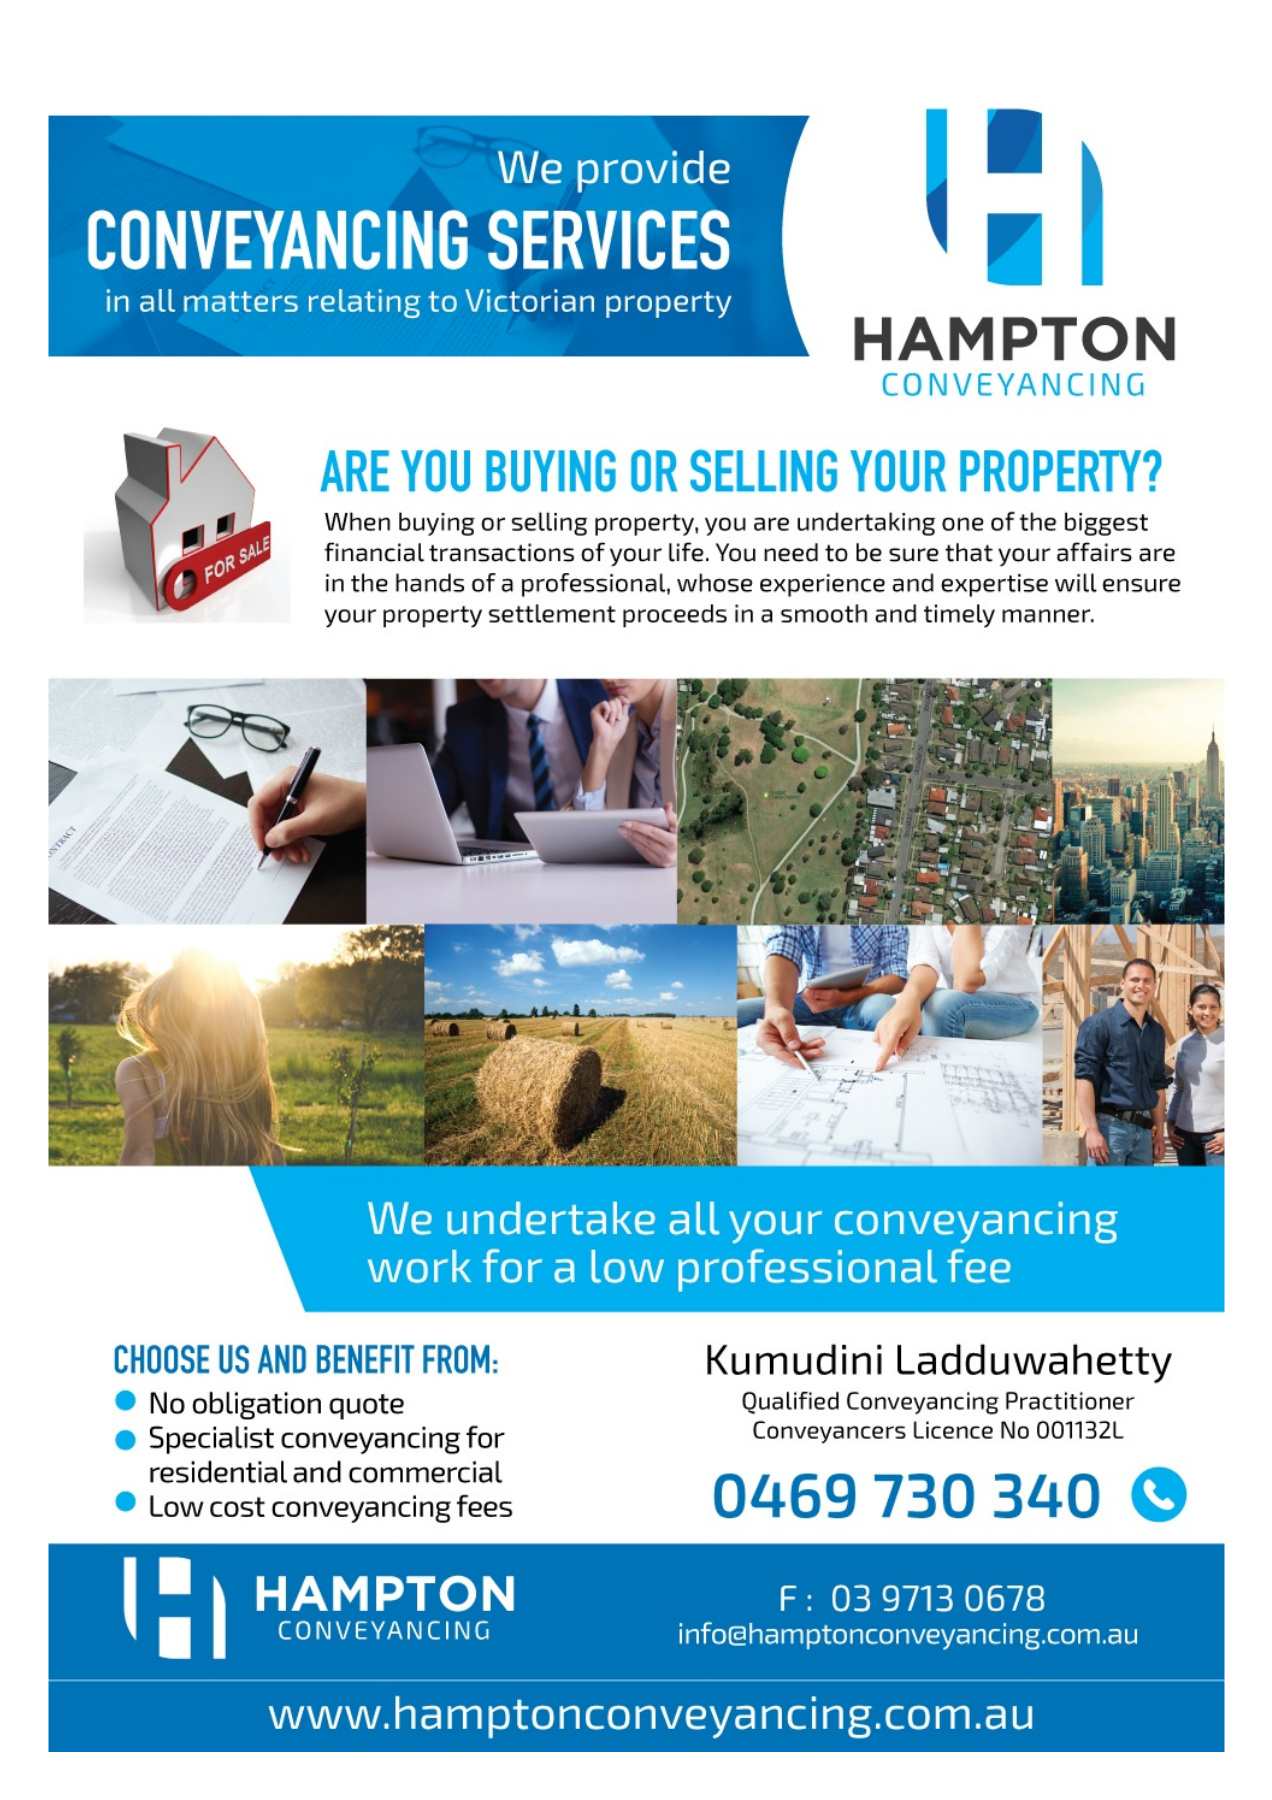 We provide
CONVEYANCING SERVICES
in all matters relating to Victorian property
HAMPTON
CONVEYANCING
ARE YOU BUYING OR SELLING YOUR PROPERTY?
When buying or selling property, you are undertaking one of the biggest
financial transactions of your life. You need to be sure that your affairs are
in the hands of a professional, whose experience and expertise will ensure
your property settlement proceeds in a smooth and timely manner.
FOR SALE
We undertake all your conveyancing
work for a low professional fee
CHOOSE US AND BENEFIT FROM:
No obligation quote
Specialist conveyancing for
residential and commercial
Low cost conveyancing fees
Kumudini Ladduwahetty
Qualified Conveyancing Practitioner
Conveyancers Licence No 001132L
0469 730 340
HAMPTON
CONVEYANCING
F : 03 9713 0678
info@hamptonconveyancing.com.au
www.hamptonconveyancing.com.au